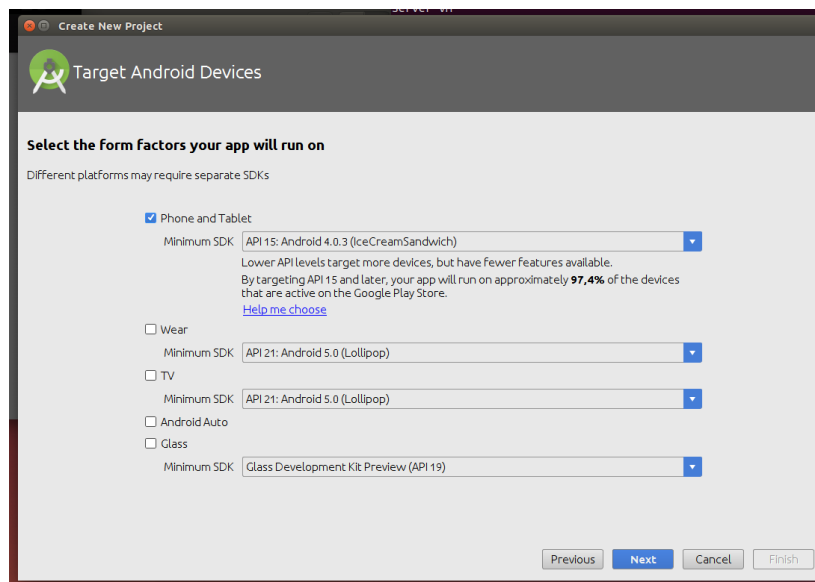 Create New Project
Target Android Devices
Select the form factors your app will run on
Different platforms may require separate SDKs
Phone and Tablet
Minimum SDK API 15: Android 4.0.3 (IceCreamSandwich)
Lower API levels target more devices, but have fewer features available.
By targeting API 15 and later, your app will run on approximately 97,4% of the devices
that are active on the Google Play Store.
Help me choose
Wear
Minimum SDK API 21: Android 5.0 (Lollipop)
TV
Minimum SDK API 21: Android 5.0 (Lollipop)
Android Auto
Glass
Minimum SDK Glass Development Kit Preview (API 19)
Previous Next Cancel Finish